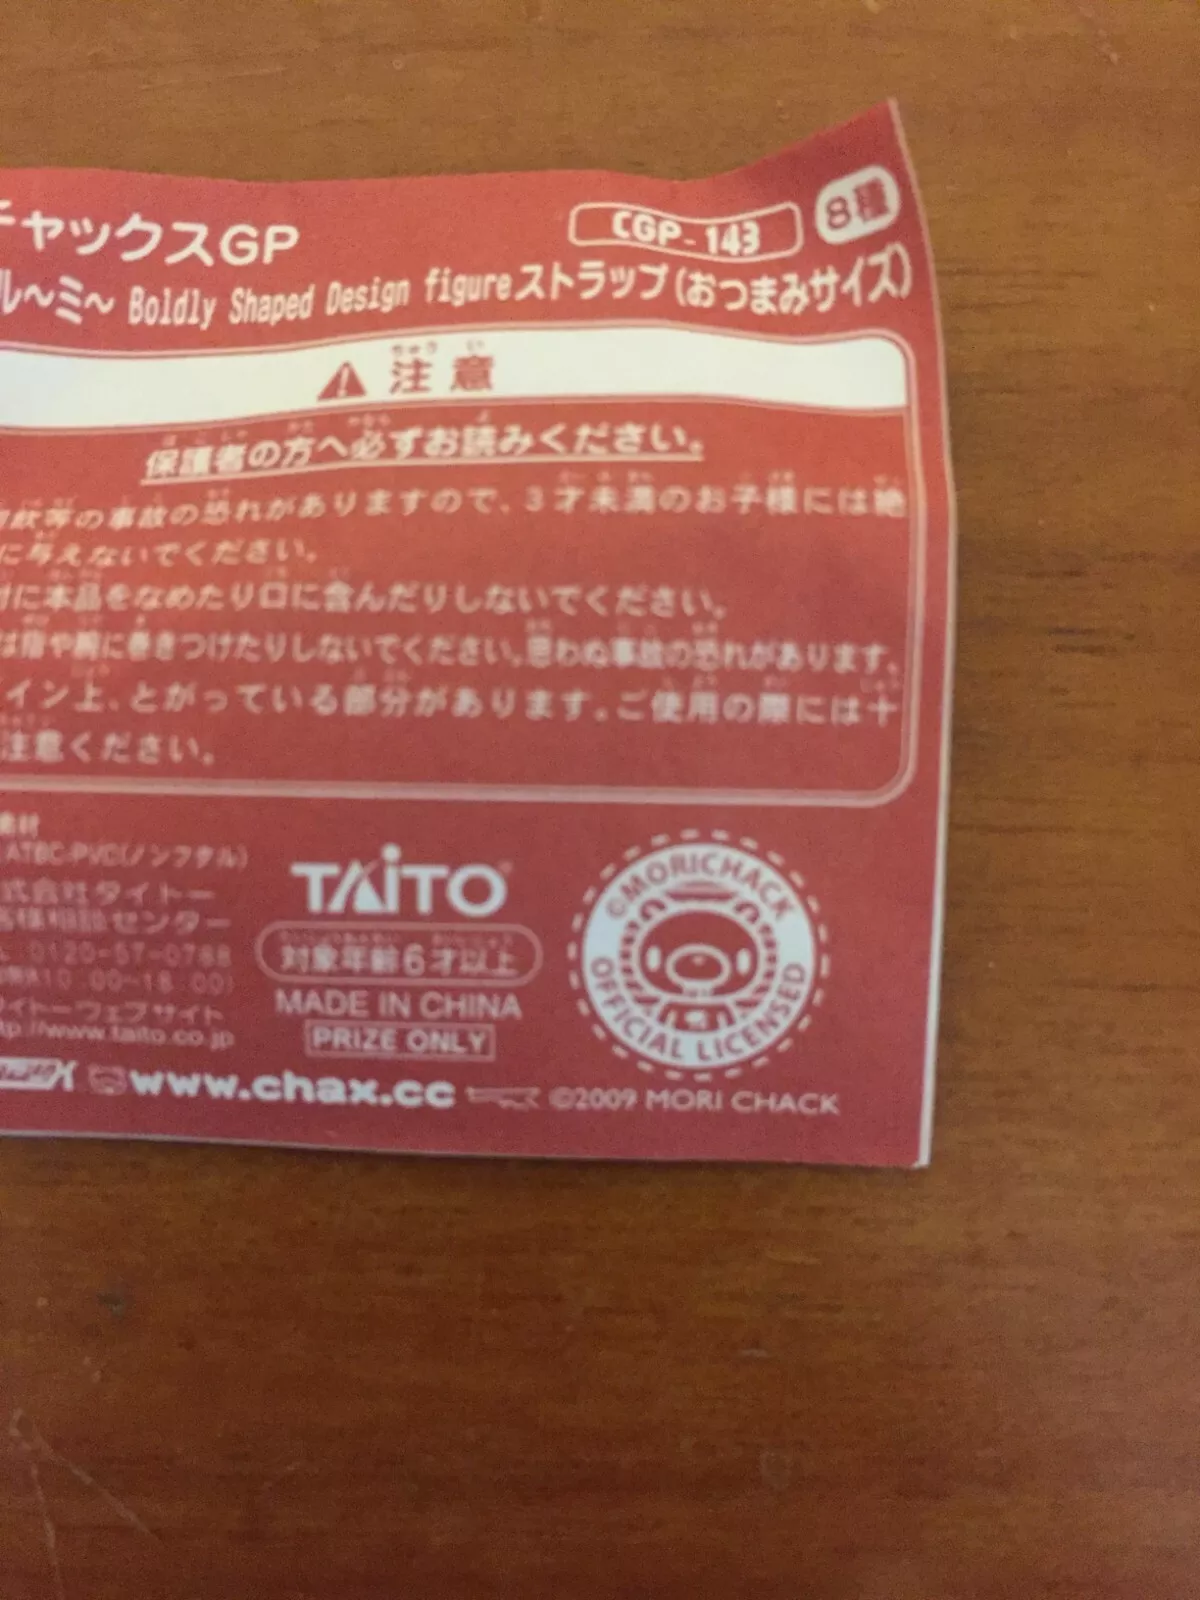 チャックスGP
CGP-143
8種
ル〜ミ〜 Boldly Shaped Design figureストラップ(おつまみサイズ)
注意
保護者の方へ必ずお読みください。
飲等の事故の恐れがありますので、3才未満のお子様には絶
に与えないでください。
対に本品をなめたり口に含んだりしないでください。
は指や腕に巻きつけたりしないでください。思わぬ事故の恐れがあります。
イン上、とがっている部分があります。ご使用の際には十
注意ください。
素材
ATBC-PVC(ノンフタル)
式会社タイトー
客様相談センター
0120-57-0788
10:00~18:00)
イトーウェブサイト
tp://www.taito.co.jp
TAITO
対象年齢6才以上
MADE IN CHINA
PRIZE ONLY
©MORICHACK
OFFICIAL LICENSED
www.chax.cc
©2009 MORI CHACK